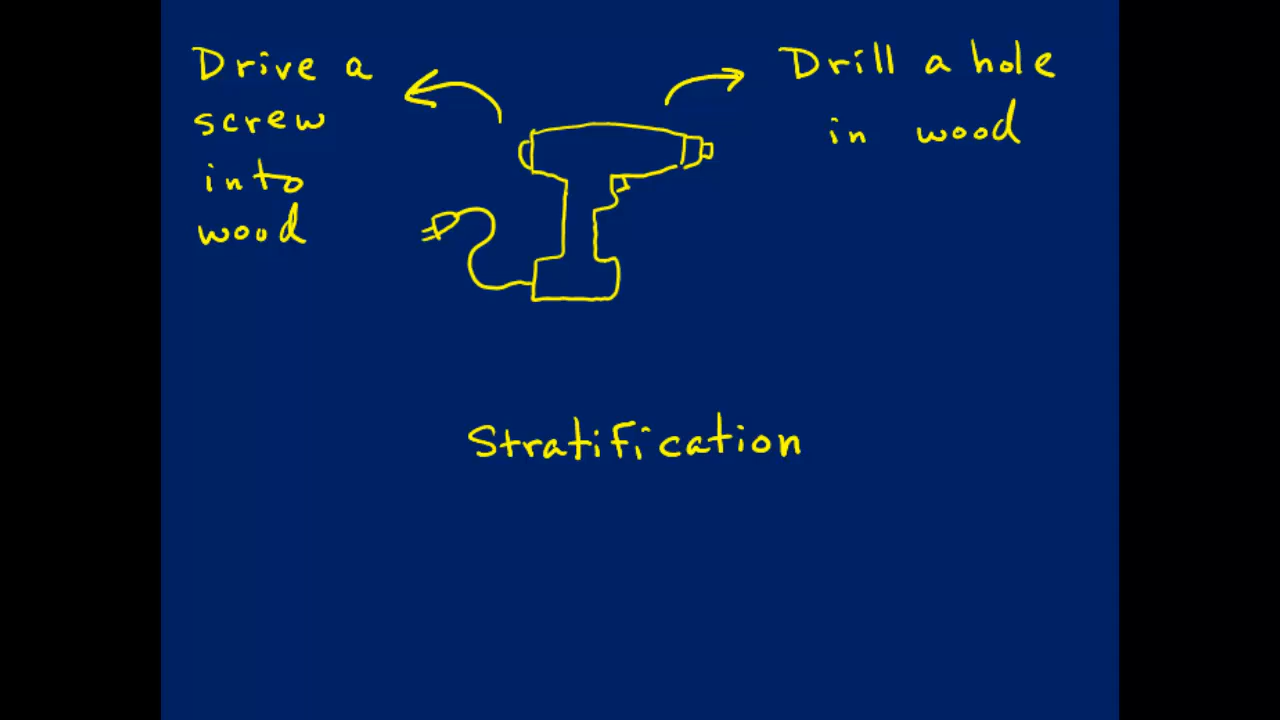 Drive a
screw
into
wood
Drill a hole
in wood
Stratification